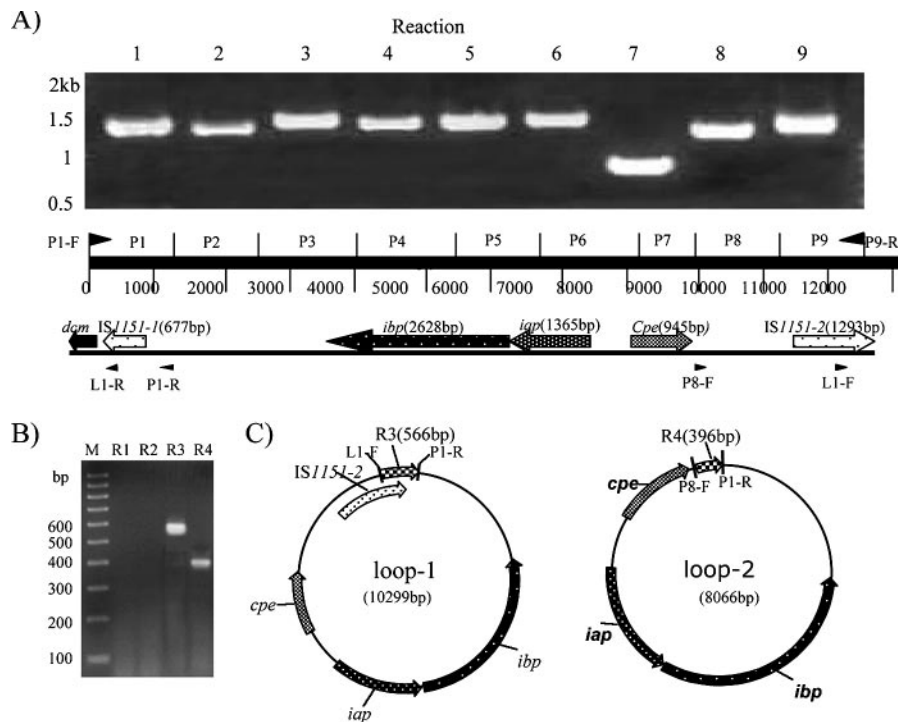 A)
Reaction
1 2 3 4 5 6 7 8 9
2kb
1.5
1
0.5
P1-F P1 P2 P3 P4 P5 P6 P7 P8 P9 P9-R
0 1000 2000 3000 4000 5000 6000 7000 8000 9000 10000 11000 12000
dcm IS1151-1(677bp) ibp(2628bp) iap(1365bp) Cpe(945bp) IS1151-2(1293bp)
L1-R P1-R P8-F L1-F
B)
M R1 R2 R3 R4
bp
600
500
400
300
200
100
C)
R3(566bp)
L1-F P1-R
IS1151-2
loop-1
(10299bp)
cpe
iap
ibp
R4(396bp)
P8-F P1-R
cpe
loop-2
(8066bp)
iap
ibp